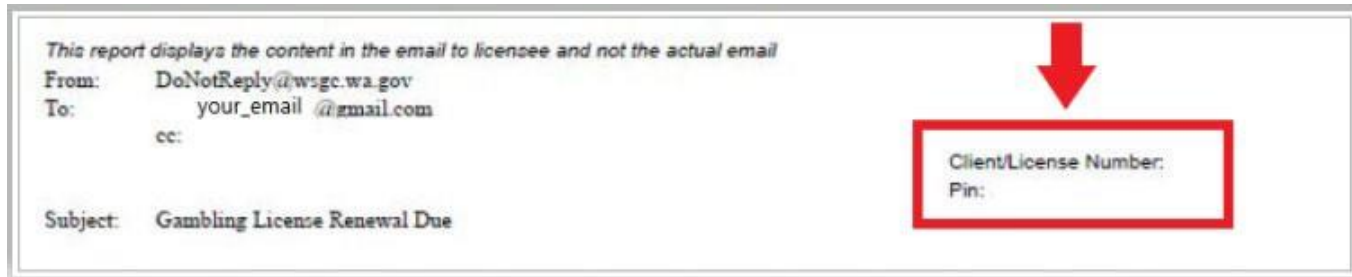 This report displays the content in the email to licensee and not the actual email
From: DoNotReply@wsgc.wa.gov
To: your_email @gmail.com
cc:
Client/License Number:
Pin:
Subject: Gambling License Renewal Due